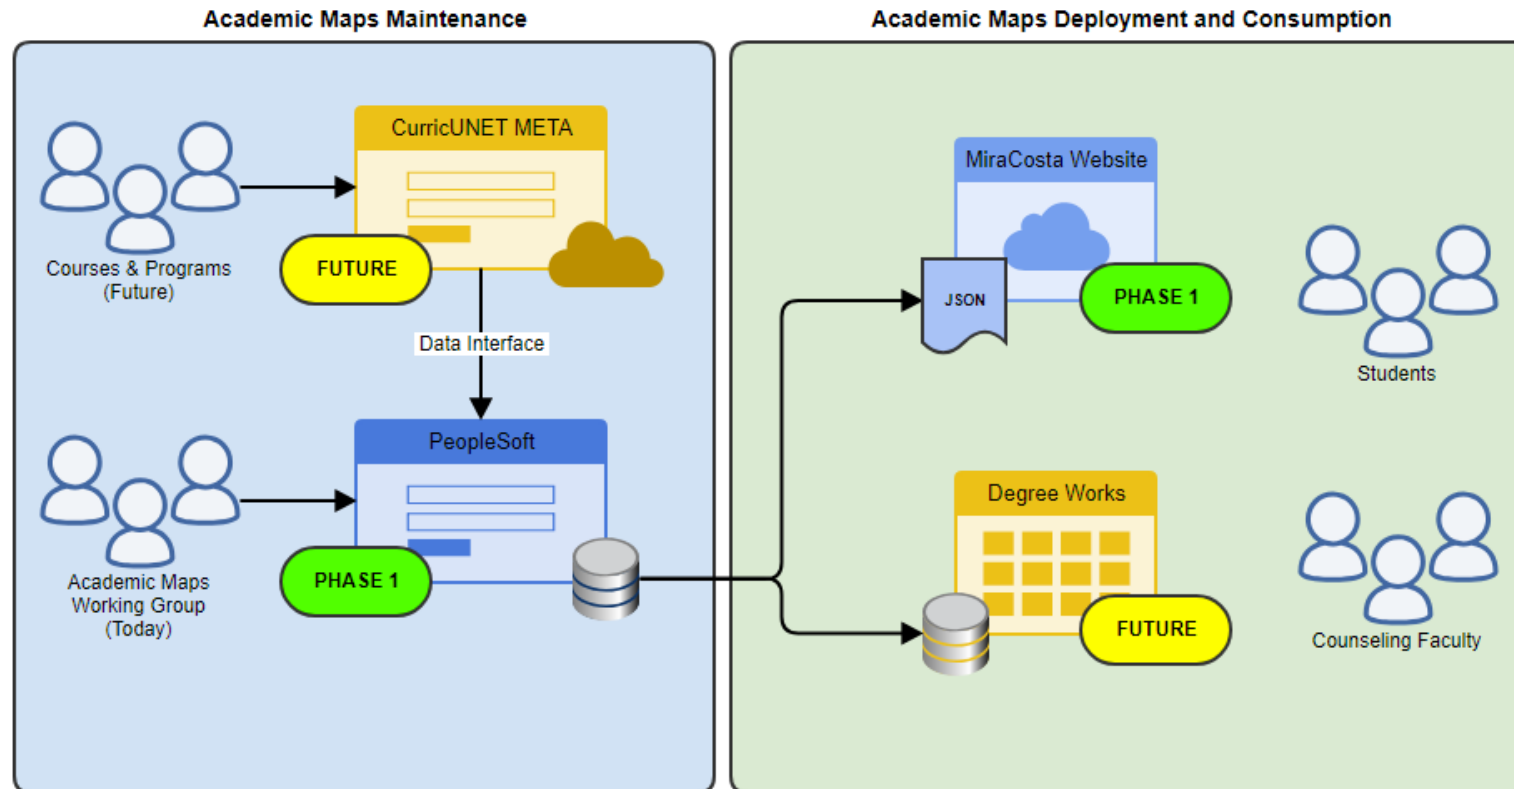 Academic Maps Maintenance
Academic Maps Deployment and Consumption
CurricUNET META
FUTURE
Courses & Programs
(Future)
Data Interface
PeopleSoft
PHASE 1
Academic Maps
Working Group
(Today)
MiraCosta Website
JSON
PHASE 1
Students
Degree Works
FUTURE
Counseling Faculty